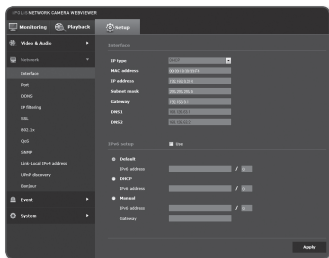 iPOLiS NETWORK CAMERA WEBVIEWER
Monitoring
Playback
Setup
Video & Audio
Network
Interface
Port
DDNS
IP filtering
SSL
802.1x
QoS
SNMP
Link-Local IPv4 address
UPnP discovery
Bonjour
Event
System
Interface
IP type
MAC address
IP address
Subnet mask
Gateway
DNS1
DNS2
IPv6 setup
Use
Default
IPv6 address /
DHCP
IPv6 address /
Manual
IPv6 address /
Gateway
Apply